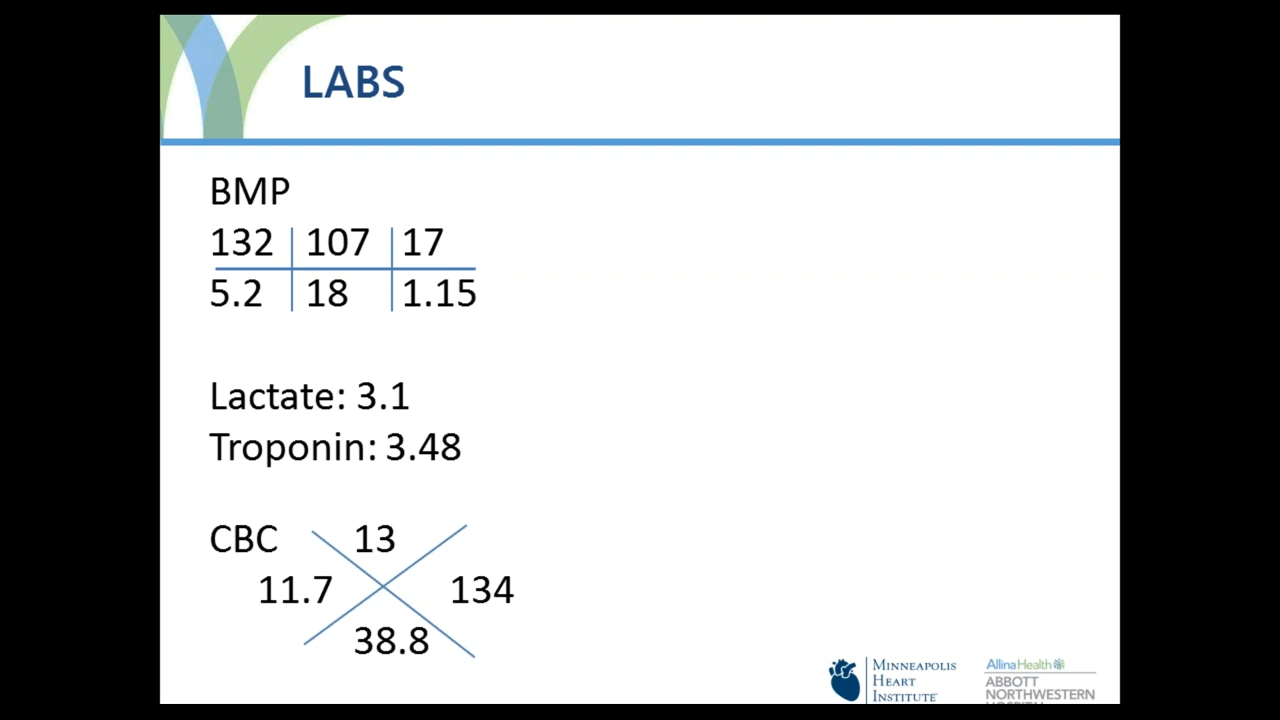 LABS
BMP
132 107 17
5.2 18 1.15
Lactate: 3.1
Troponin: 3.48
CBC 13
11.7 134
38.8
MINNEAPOLIS
HEART
INSTITUTE
Allina Health
ABBOTT
NORTHWESTERN
HOSPITAL